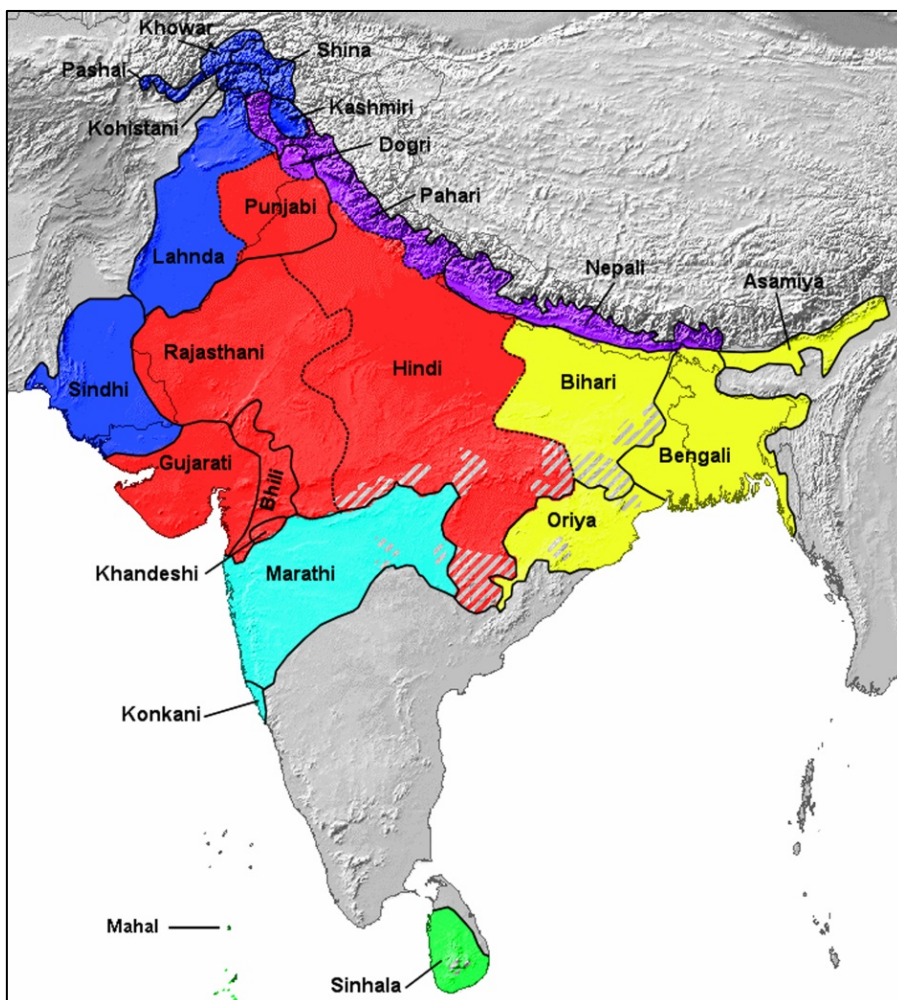 Khowar
Shina
Pashai
Kohistani
Kashmiri
Dogri
Punjabi
Pahari
Lahnda
Nepali
Asamiya
Rajasthani
Hindi
Bihari
Sindhi
Gujarati
Bhili
Bengali
Oriya
Khandeshi
Marathi
Konkani
Mahal
Sinhala